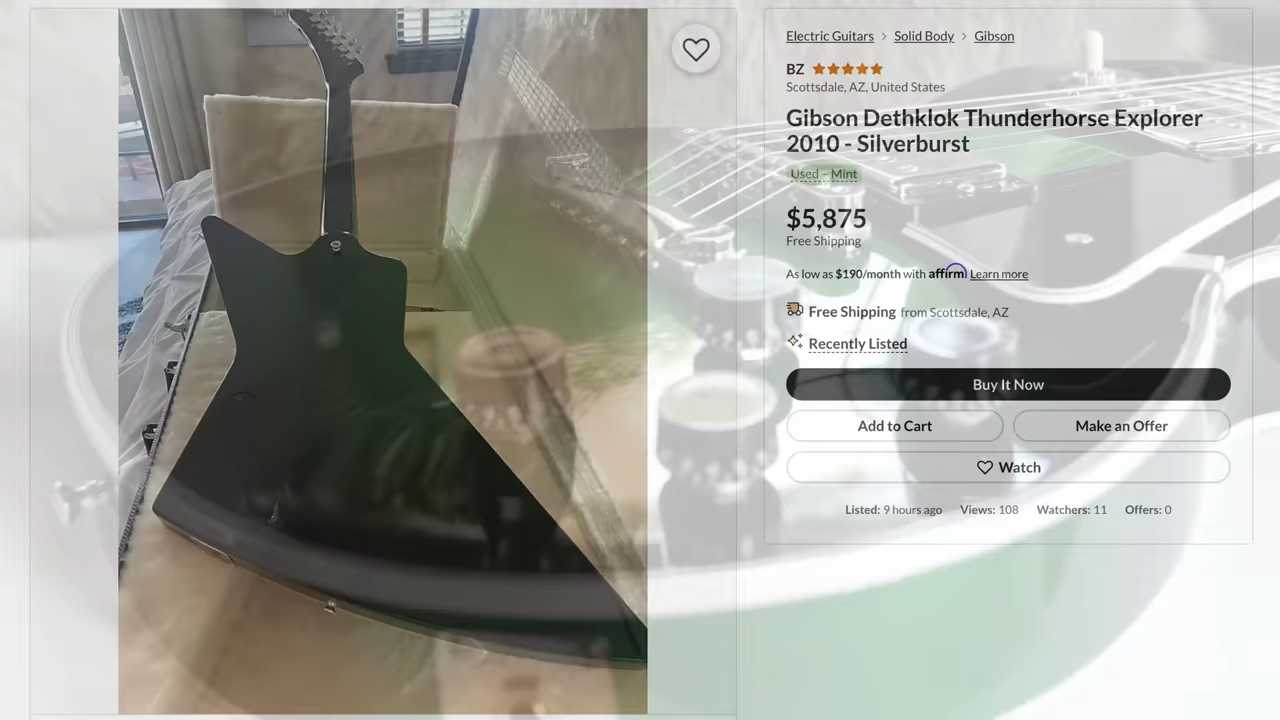 Electric Guitars > Solid Body > Gibson
BZ
Scottsdale, AZ, United States
Gibson Dethklok Thunderhorse Explorer
2010 - Silverburst
Used – Mint
$5,875
Free Shipping
As low as $190/month with affirm Learn more
Free Shipping from Scottsdale, AZ
Recently Listed
Buy It Now
Add to Cart Make an Offer
Watch
Listed: 9 hours ago Views: 108 Watchers: 11 Offers: 0